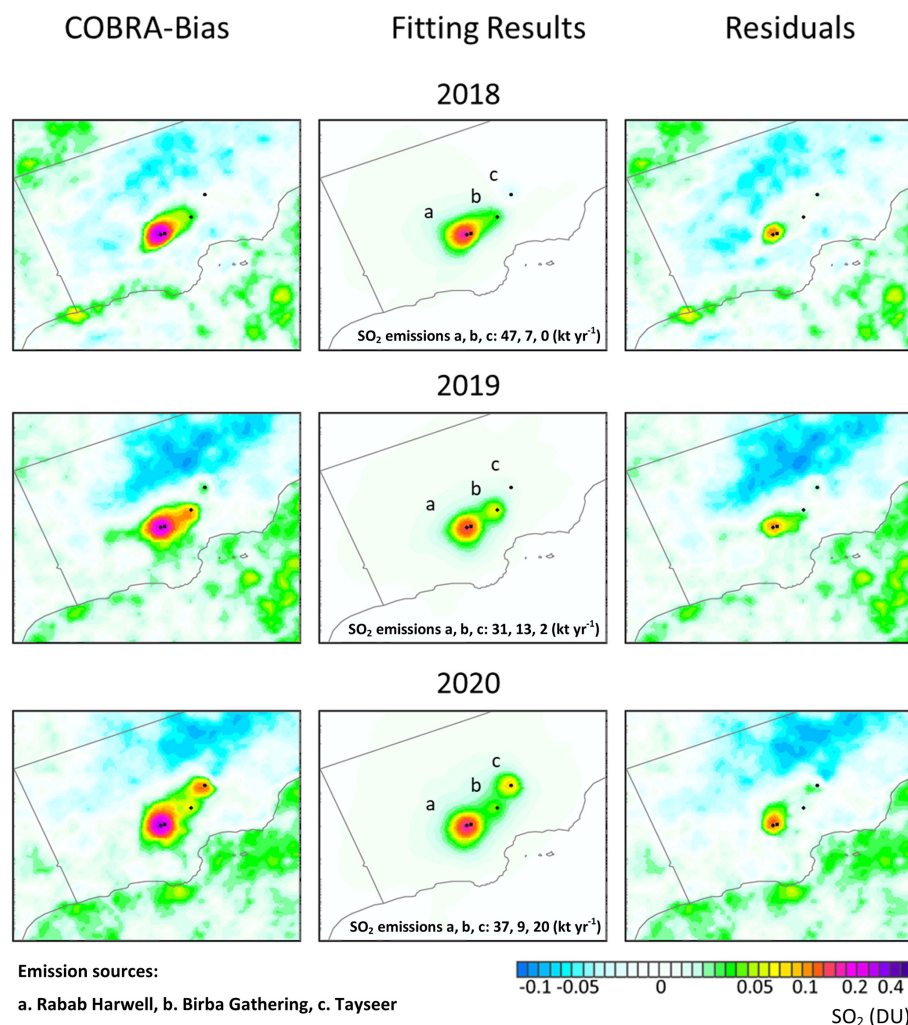 COBRA-Bias Fitting Results Residuals
2018
c
b
a
SO₂ emissions a, b, c: 47, 7, 0 (kt yr⁻¹)
2019
c
b
a
SO₂ emissions a, b, c: 31, 13, 2 (kt yr⁻¹)
2020
c
b
a
SO₂ emissions a, b, c: 37, 9, 20 (kt yr⁻¹)
Emission sources:
a. Rabab Harwell, b. Birba Gathering, c. Tayseer
-0.1 -0.05 0 0.05 0.1 0.2 0.4
SO₂ (DU)